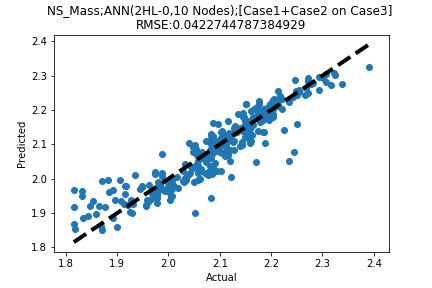 NS_Mass;ANN(2HL-0,10 Nodes);[Case1+Case2 on Case3]
RMSE:0.0422744787384929
2.4
2.3
2.2
2.1
2.0
1.9
1.8
Predicted
1.8 1.9 2.0 2.1 2.2 2.3 2.4
Actual